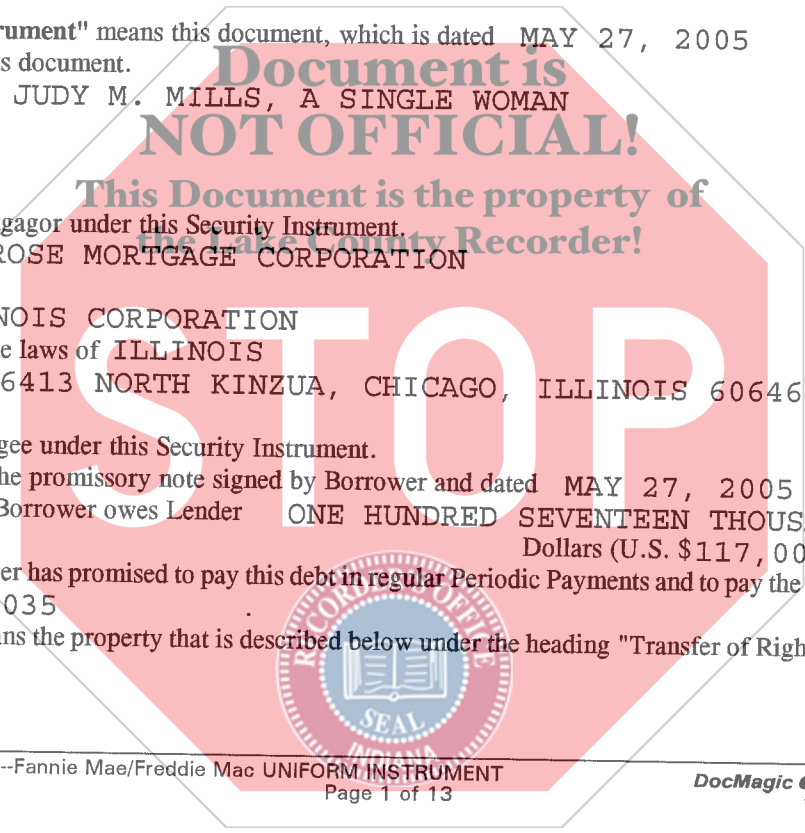 rument" means this document, which is dated MAY 27, 2005
s document.
Document is
JUDY M. MILLS, A SINGLE WOMAN
NOT OFFICIAL!
This Document is the property of
gagor under this Security Instrument.
the Lake County Recorder!
ROSE MORTGAGE CORPORATION
NOIS CORPORATION
e laws of ILLINOIS
6413 NORTH KINZUA, CHICAGO, ILLINOIS 60646
STOP
gee under this Security Instrument.
he promissory note signed by Borrower and dated MAY 27, 2005
Borrower owes Lender ONE HUNDRED SEVENTEEN THOUS
Dollars (U.S. $117,00
er has promised to pay this debt in regular Periodic Payments and to pay the
035 .
ns the property that is described below under the heading "Transfer of Righ
RECORDER'S OFFICE
SEAL
INDIANA
--Fannie Mae/Freddie Mac UNIFORM INSTRUMENT
Page 1 of 13
DocMagic